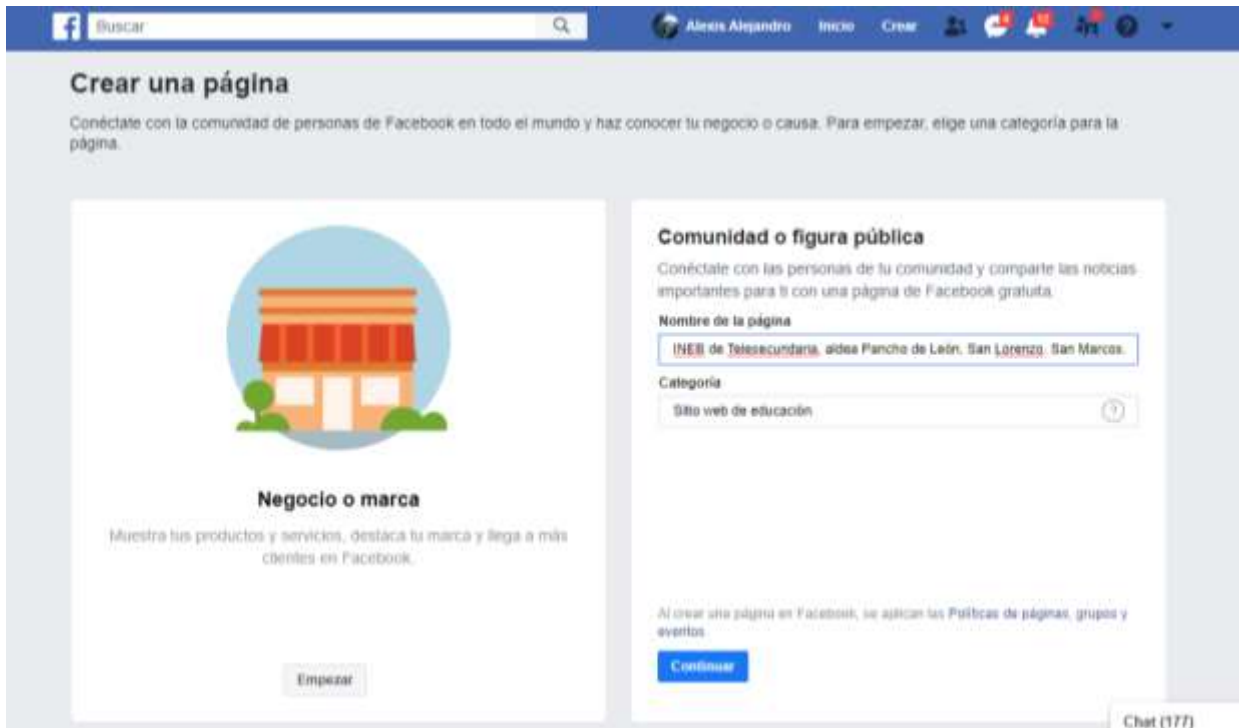 Buscar
Alexis Alejandro Inicio Crear
Crear una página
Conéctate con la comunidad de personas de Facebook en todo el mundo y haz conocer tu negocio o causa. Para empezar, elige una categoría para la
página.
Negocio o marca
Muestra tus productos y servicios, destaca tu marca y llega a más
clientes en Facebook.
Empezar
Comunidad o figura pública
Conéctate con las personas de tu comunidad y comparte las noticias
importantes para ti con una página de Facebook gratuita.
Nombre de la página
INEB de Telesecundaria, aldea Pancho de León, San Lorenzo, San Marcos.
Categoría
Sitio web de educación
Al crear una página en Facebook, se aplican las Políticas de páginas, grupos y
eventos
Continuar
Chat (177)